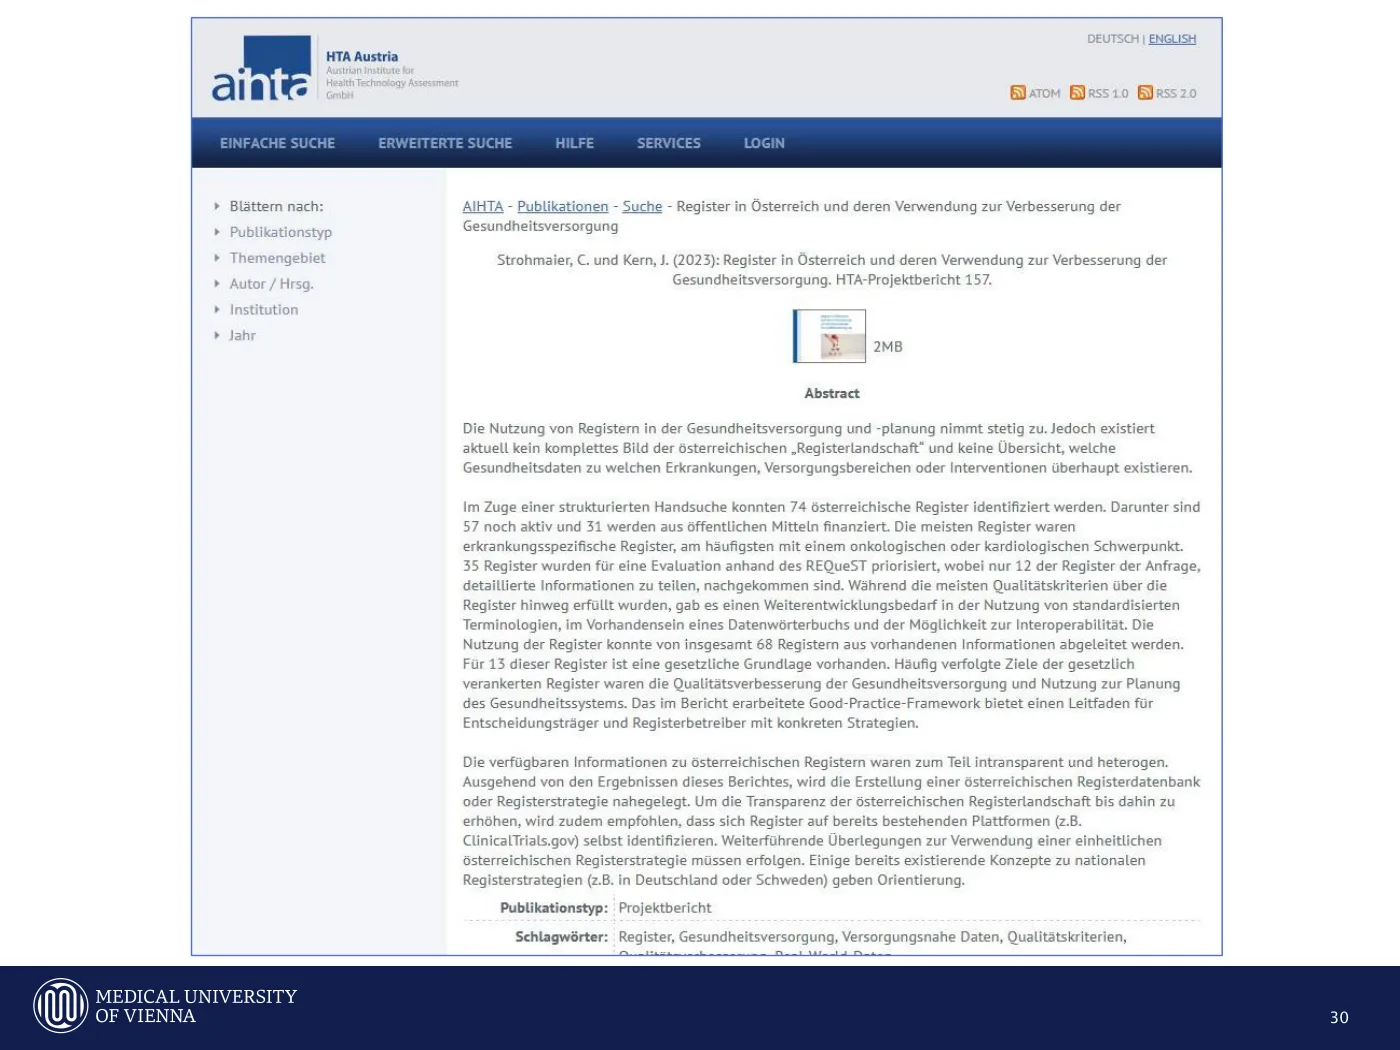 aihta
HTA Austria
Austrian Institute for
Health Technology Assessment
GmbH
DEUTSCH | ENGLISH
ATOM RSS 1.0 RSS 2.0
EINFACHE SUCHE ERWEITERTE SUCHE HILFE SERVICES LOGIN
Blättern nach:
Publikationstyp
Themengebiet
Autor / Hrsg.
Institution
Jahr
AIHTA - Publikationen - Suche - Register in Österreich und deren Verwendung zur Verbesserung der
Gesundheitsversorgung
Strohmaier, C. und Kern, J. (2023): Register in Österreich und deren Verwendung zur Verbesserung der
Gesundheitsversorgung. HTA-Projektbericht 157.
2MB
Abstract
Die Nutzung von Registern in der Gesundheitsversorgung und -planung nimmt stetig zu. Jedoch existiert
aktuell kein komplettes Bild der österreichischen „Registerlandschaft“ und keine Übersicht, welche
Gesundheitsdaten zu welchen Erkrankungen, Versorgungsbereichen oder Interventionen überhaupt existieren.
Im Zuge einer strukturierten Handsuche konnten 74 österreichische Register identifiziert werden. Darunter sind
57 noch aktiv und 31 werden aus öffentlichen Mitteln finanziert. Die meisten Register waren
erkrankungsspezifische Register, am häufigsten mit einem onkologischen oder kardiologischen Schwerpunkt.
35 Register wurden für eine Evaluation anhand des REQueST priorisiert, wobei nur 12 der Register der Anfrage,
detaillierte Informationen zu teilen, nachgekommen sind. Während die meisten Qualitätskriterien über die
Register hinweg erfüllt wurden, gab es einen Weiterentwicklungsbedarf in der Nutzung von standardisierten
Terminologien, im Vorhandensein eines Datenwörterbuchs und der Möglichkeit zur Interoperabilität. Die
Nutzung der Register konnte von insgesamt 68 Registern aus vorhandenen Informationen abgeleitet werden.
Für 13 dieser Register ist eine gesetzliche Grundlage vorhanden. Häufig verfolgte Ziele der gesetzlich
verankerten Register waren die Qualitätsverbesserung der Gesundheitsversorgung und Nutzung zur Planung
des Gesundheitssystems. Das im Bericht erarbeitete Good-Practice-Framework bietet einen Leitfaden für
Entscheidungsträger und Registerbetreiber mit konkreten Strategien.
Die verfügbaren Informationen zu österreichischen Registern waren zum Teil intransparent und heterogen.
Ausgehend von den Ergebnissen dieses Berichtes, wird die Erstellung einer österreichischen Registerdatenbank
oder Registerstrategie nahegelegt. Um die Transparenz der österreichischen Registerlandschaft bis dahin zu
erhöhen, wird zudem empfohlen, dass sich Register auf bereits bestehenden Plattformen (z.B.
ClinicalTrials.gov) selbst identifizieren. Weiterführende Überlegungen zur Verwendung einer einheitlichen
österreichischen Registerstrategie müssen erfolgen. Einige bereits existierende Konzepte zu nationalen
Registerstrategien (z.B. in Deutschland oder Schweden) geben Orientierung.
Publikationstyp: Projektbericht
Schlagwörter: Register, Gesundheitsversorgung, Versorgungsnahe Daten, Qualitätskriterien,
MEDICAL UNIVERSITY
OF VIENNA
30